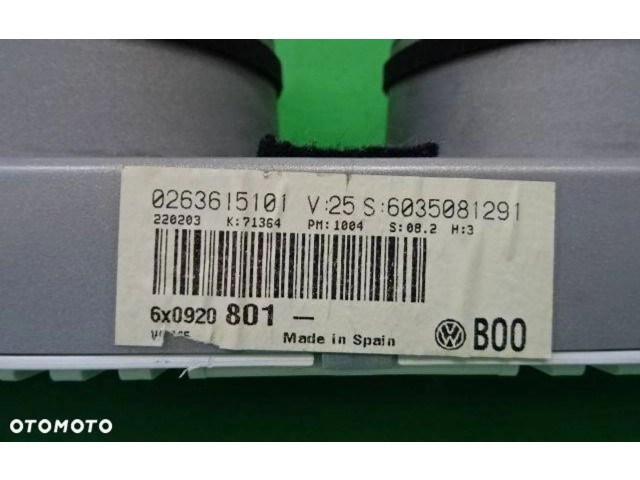 0263615101 V:25 S:6035081291
220203 K:71364 PM:1004 S:08.2 H:3
6x0920 801 -
Made in Spain B00
OTOMOTO